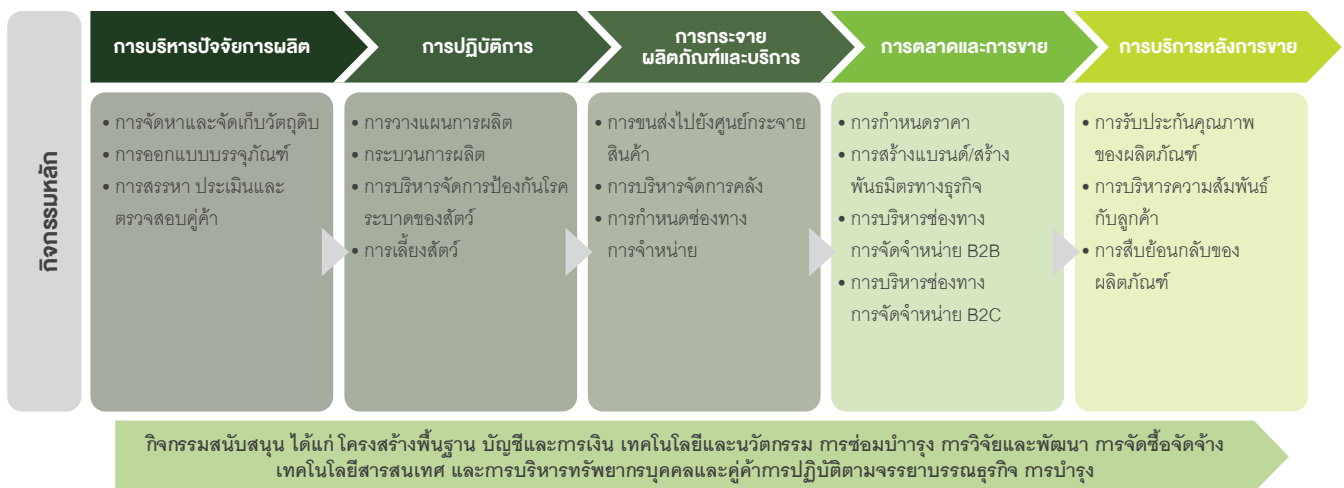 กิจกรรมหลัก
การบริหารปัจจัยการผลิต
• การจัดหาและจัดเก็บวัตถุดิบ
• การออกแบบบรรจุภัณฑ์
• การสรรหา ประเมินและ
ตรวจสอบคู่ค้า
การปฏิบัติการ
• การวางแผนการผลิต
• กระบวนการผลิต
• การบริหารจัดการป้องกันโรค
ระบาดของสัตว์
• การเลี้ยงสัตว์
การกระจาย
ผลิตภัณฑ์และบริการ
• การขนส่งไปยังศูนย์กระจาย
สินค้า
• การบริหารจัดการคลัง
• การกำหนดช่องทาง
การจำหน่าย
การตลาดและการขาย
• การกำหนดราคา
• การสร้างแบรนด์/สร้าง
พันธมิตรทางธุรกิจ
• การบริหารช่องทาง
การจัดจำหน่าย B2B
• การบริหารช่องทาง
การจัดจำหน่าย B2C
การบริการหลังการขาย
• การรับประกันคุณภาพ
ของผลิตภัณฑ์
• การบริหารความสัมพันธ์
กับลูกค้า
• การสืบย้อนกลับของ
ผลิตภัณฑ์
กิจกรรมสนับสนุน ได้แก่ โครงสร้างพื้นฐาน บัญชีและการเงิน เทคโนโลยีและนวัตกรรม การซ่อมบำรุง การวิจัยและพัฒนา การจัดซื้อจัดจ้าง
เทคโนโลยีสารสนเทศ และการบริหารทรัพยากรบุคคลและคู่ค้าการปฏิบัติตามจรรยาบรรณธุรกิจ การบำรุง